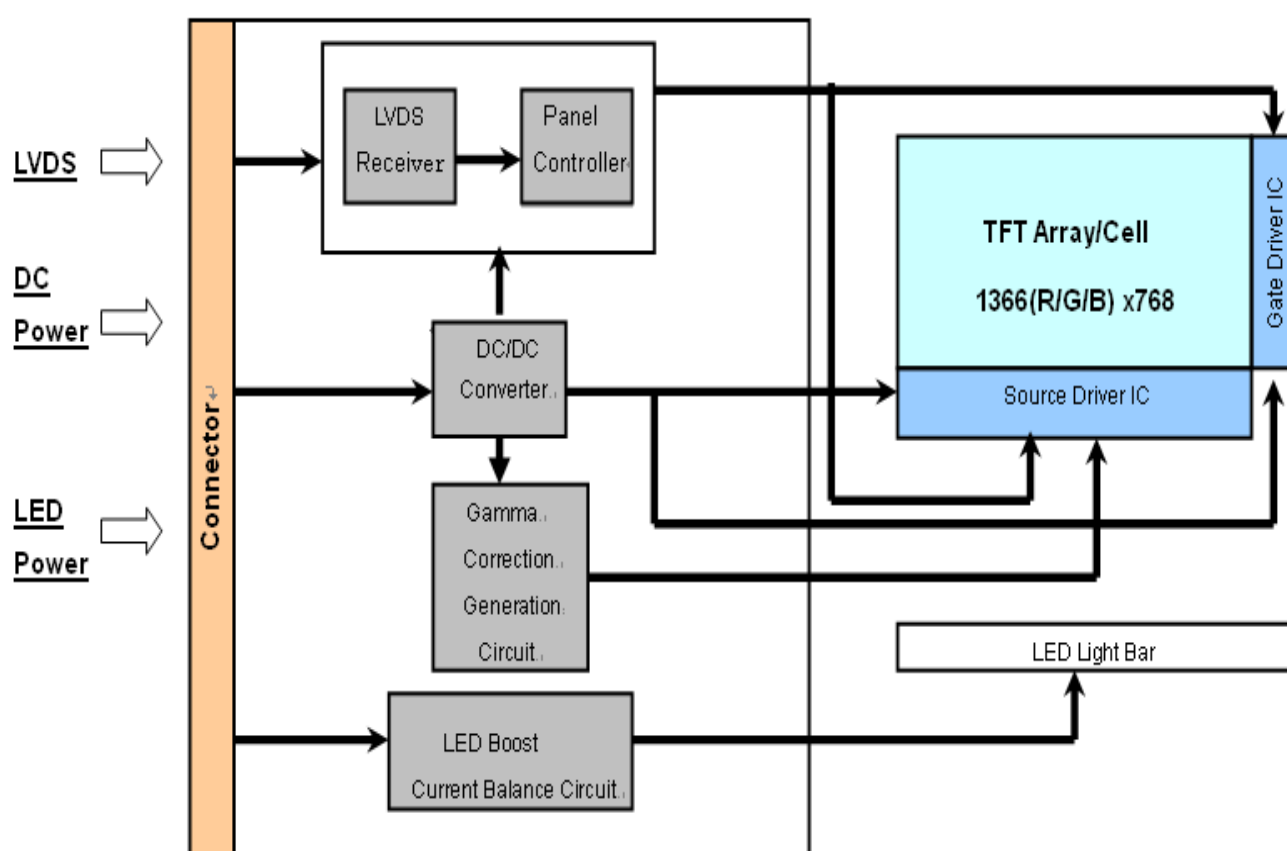 LVDS
DC
Power
LED
Power
Connector
LVDS
Receiver
Panel
Controller
DC/DC
Converter
Gamma
Correction
Generation
Circuit
LED Boost
Current Balance Circuit
TFT Array/Cell
1366(R/G/B) x768
Gate Driver IC
Source Driver IC
LED Light Bar